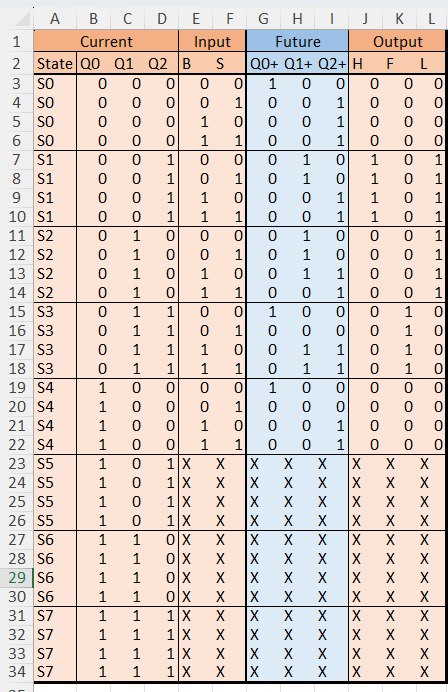 A B C D E F G H I J K L
1 Current Input Future Output
2 State Q0 Q1 Q2 B S Q0+ Q1+ Q2+ H F L
3 S0 0 0 0 0 0 1 0 0 0 0 0
4 S0 0 0 0 0 1 0 0 1 0 0 0
5 S0 0 0 0 1 0 0 0 1 0 0 0
6 S0 0 0 0 1 1 0 0 1 0 0 0
7 S1 0 0 1 0 0 0 1 0 1 0 1
8 S1 0 0 1 0 1 0 1 0 1 0 1
9 S1 0 0 1 1 0 0 0 1 1 0 1
10 S1 0 0 1 1 1 0 0 1 1 0 1
11 S2 0 1 0 0 0 0 1 0 0 0 1
12 S2 0 1 0 0 1 0 0 1 0 0 1
13 S2 0 1 0 1 0 0 1 1 0 0 1
14 S2 0 1 0 1 1 0 0 1 0 0 1
15 S3 0 1 1 0 0 1 0 0 0 1 0
16 S3 0 1 1 0 1 0 0 0 0 1 0
17 S3 0 1 1 1 0 0 1 1 0 1 0
18 S3 0 1 1 1 1 0 1 1 0 1 0
19 S4 1 0 0 0 0 1 0 0 0 0 0
20 S4 1 0 0 0 1 0 0 0 0 0 0
21 S4 1 0 0 1 0 0 0 1 0 0 0
22 S4 1 0 0 1 1 0 0 1 0 0 0
23 S5 1 0 1 X X X X X X X X
24 S5 1 0 1 X X X X X X X X
25 S5 1 0 1 X X X X X X X X
26 S5 1 0 1 X X X X X X X X
27 S6 1 1 0 X X X X X X X X
28 S6 1 1 0 X X X X X X X X
29 S6 1 1 0 X X X X X X X X
30 S6 1 1 0 X X X X X X X X
31 S7 1 1 1 X X X X X X X X
32 S7 1 1 1 X X X X X X X X
33 S7 1 1 1 X X X X X X X X
34 S7 1 1 1 X X X X X X X X